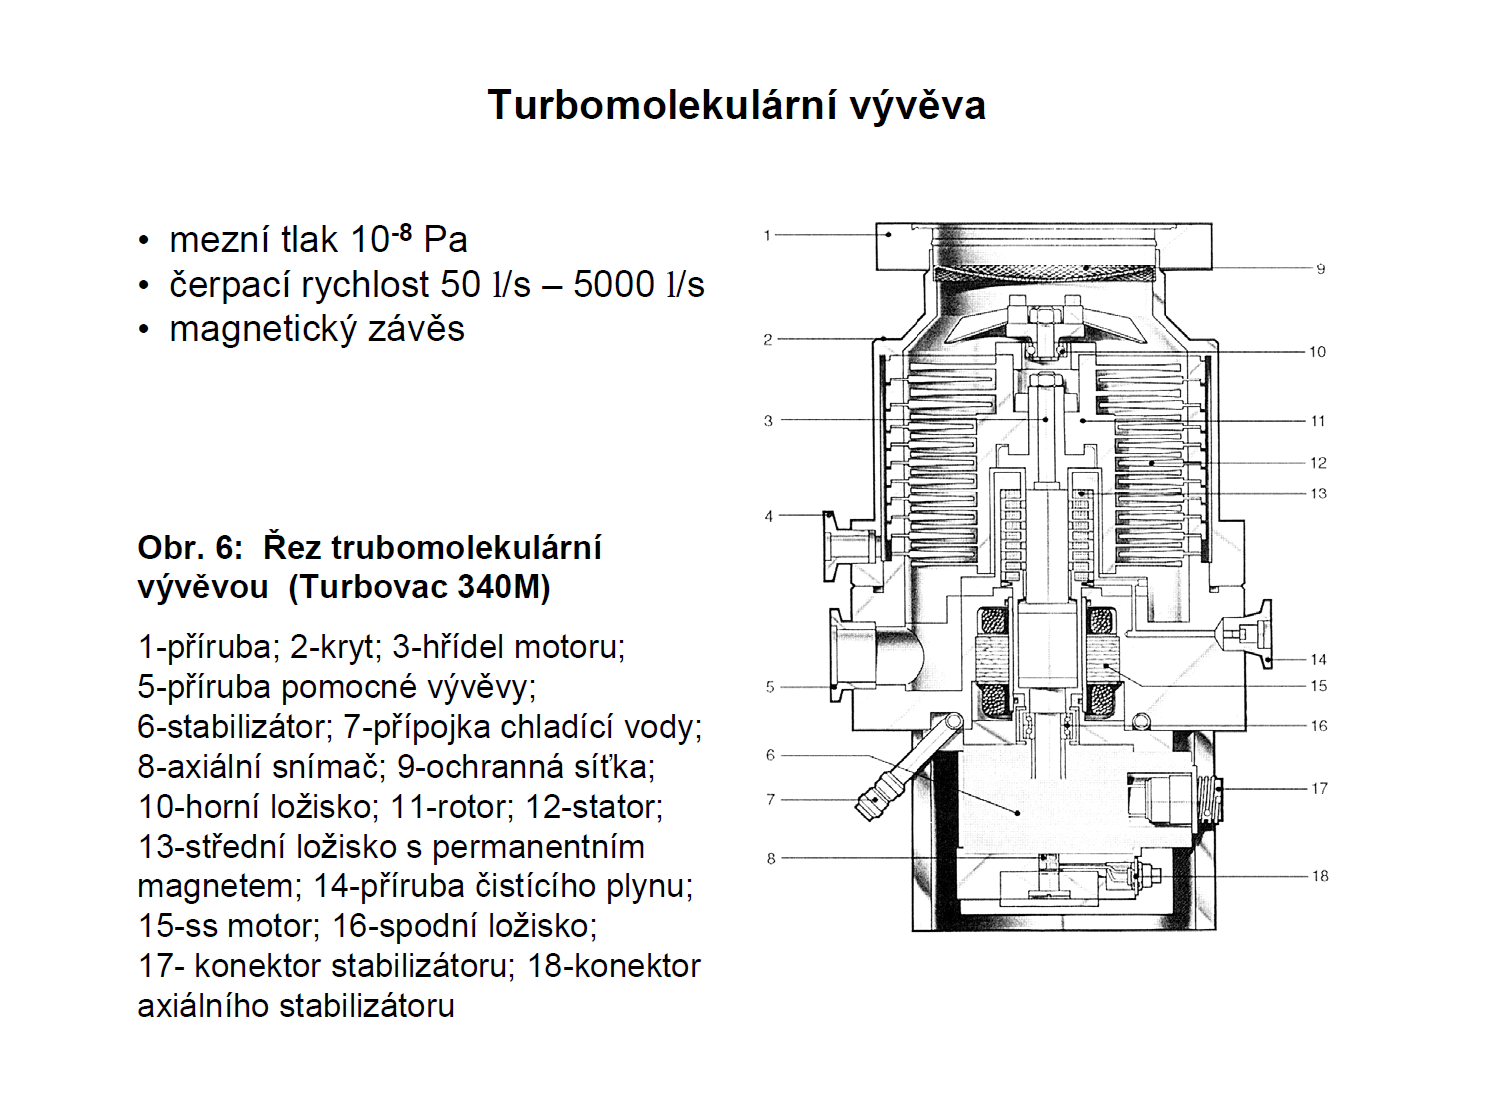 Turbomolekulární vývěva
• mezní tlak 10-8 Pa
• čerpací rychlost 50 l/s – 5000 l/s
• magnetický závěs
Obr. 6: Řez trubomolekulární
vývěvou (Turbovac 340M)
1-příruba; 2-kryt; 3-hřídel motoru;
5-příruba pomocné vývěvy;
6-stabilizátor; 7-přípojka chladící vody;
8-axiální snímač; 9-ochranná síťka;
10-horní ložisko; 11-rotor; 12-stator;
13-střední ložisko s permanentním
magnetem; 14-příruba čistícího plynu;
15-ss motor; 16-spodní ložisko;
17- konektor stabilizátoru; 18-konektor
axiálního stabilizátoru
1
2
3
4
5
6
7
8
9
10
11
12
13
14
15
16
17
18